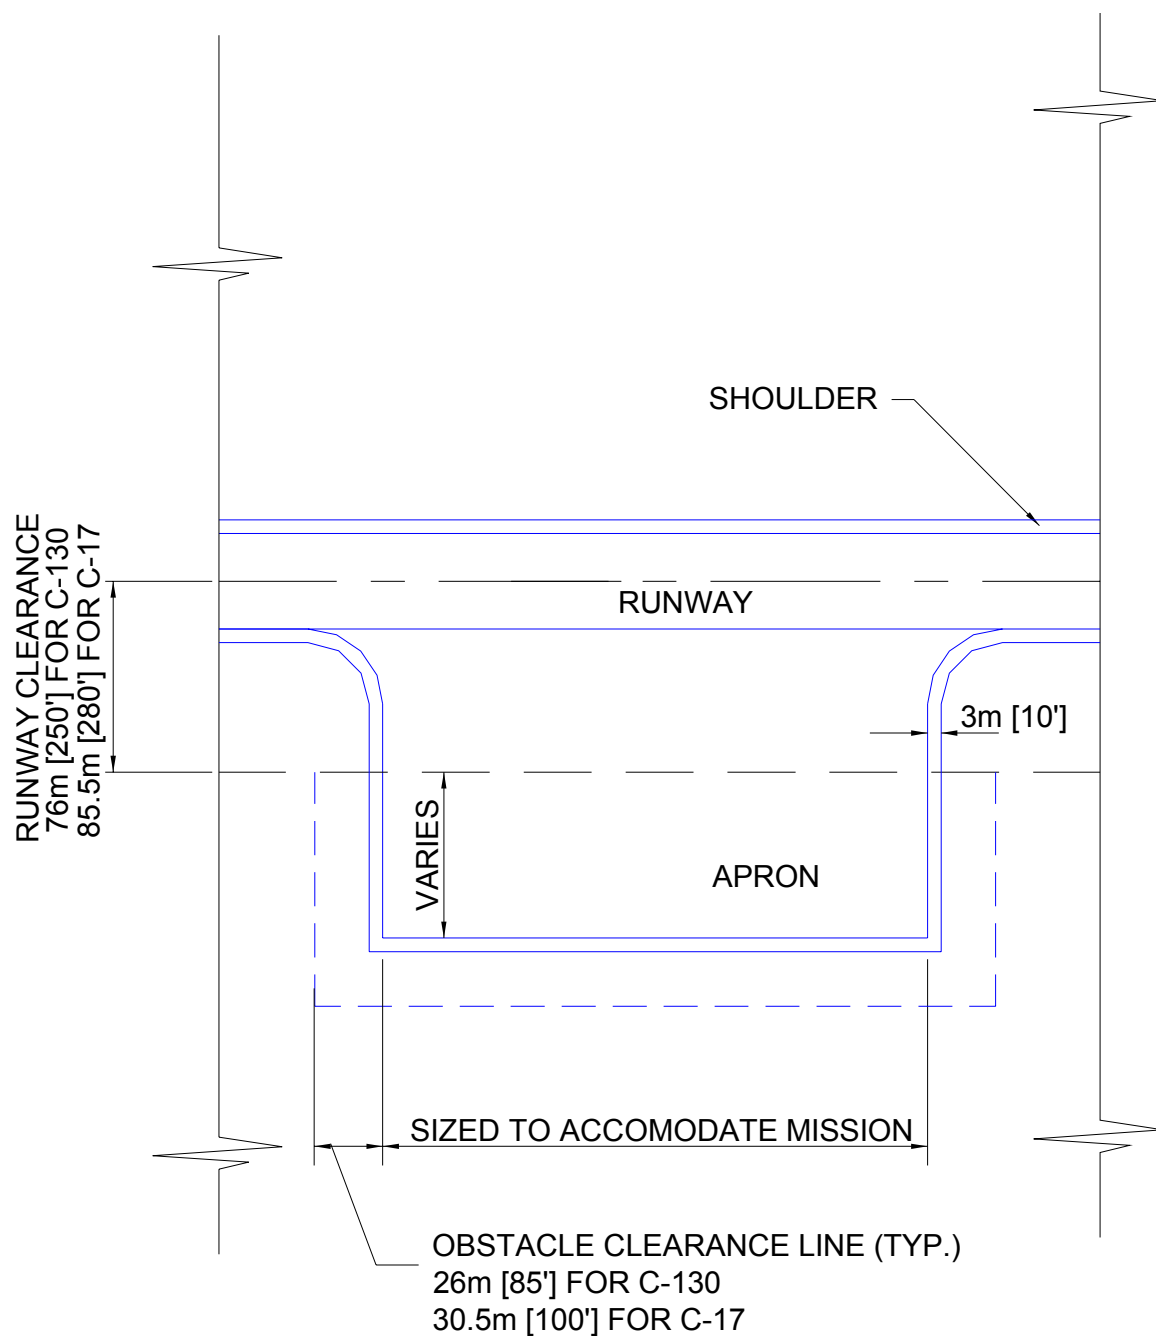 SHOULDER
RUNWAY CLEARANCE
76m [250'] FOR C-130
85.5m [280'] FOR C-17
RUNWAY
3m [10']
VARIES
APRON
SIZED TO ACCOMODATE MISSION
OBSTACLE CLEARANCE LINE (TYP.)
26m [85'] FOR C-130
30.5m [100'] FOR C-17